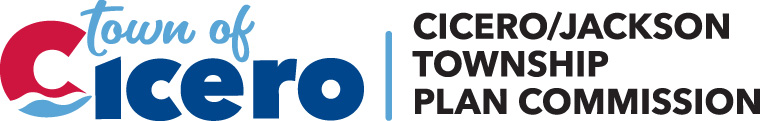 town of
Cicero
CICERO/JACKSON
TOWNSHIP
PLAN COMMISSION